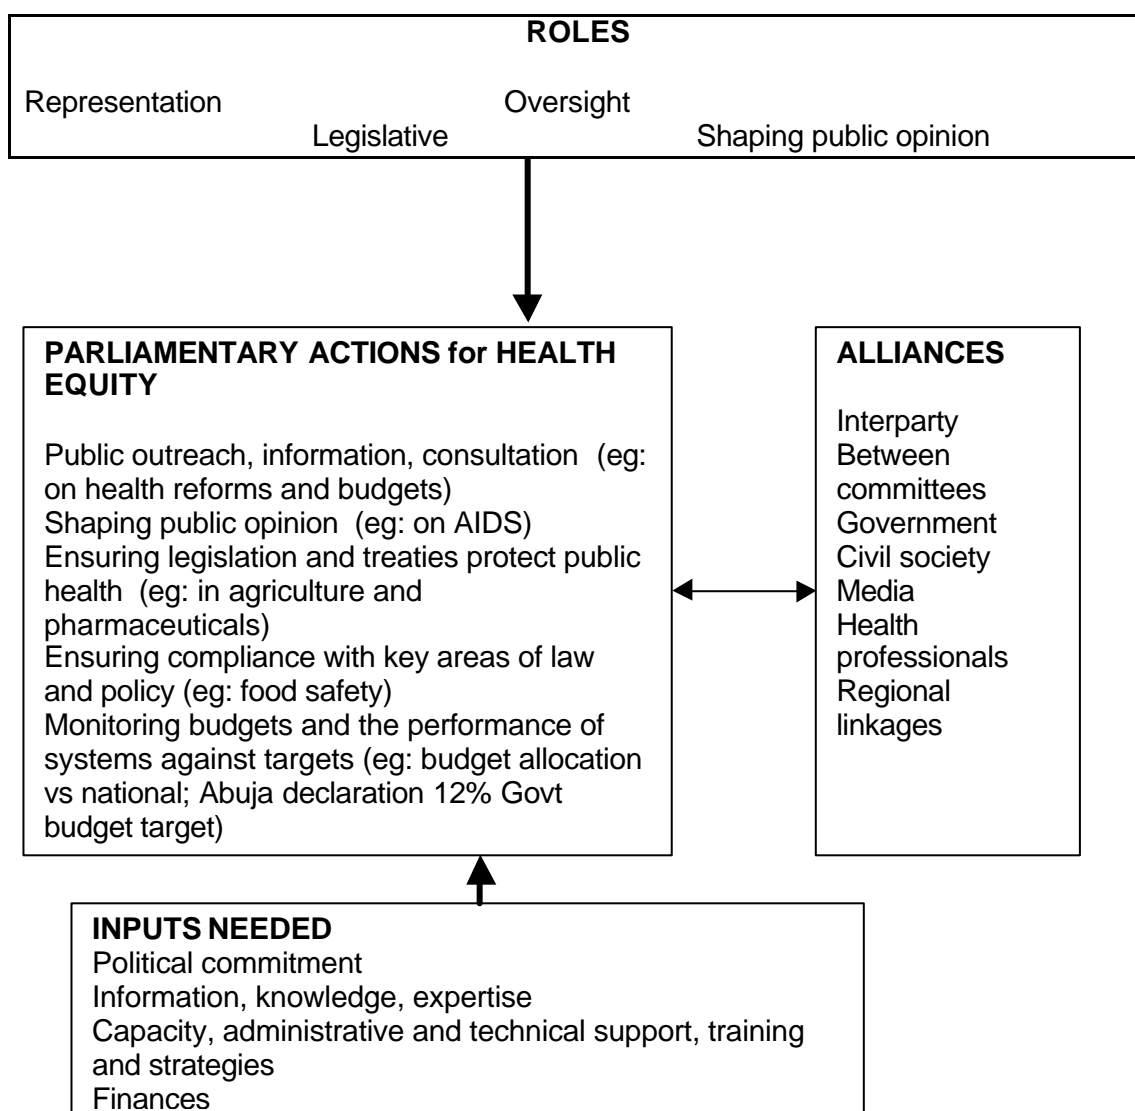 ROLES
Representation Oversight
Legislative Shaping public opinion
PARLIAMENTARY ACTIONS for HEALTH
EQUITY
Public outreach, information, consultation (eg:
on health reforms and budgets)
Shaping public opinion (eg: on AIDS)
Ensuring legislation and treaties protect public
health (eg: in agriculture and
pharmaceuticals)
Ensuring compliance with key areas of law
and policy (eg: food safety)
Monitoring budgets and the performance of
systems against targets (eg: budget allocation
vs national; Abuja declaration 12% Govt
budget target)
ALLIANCES
Interparty
Between
committees
Government
Civil society
Media
Health
professionals
Regional
linkages
INPUTS NEEDED
Political commitment
Information, knowledge, expertise
Capacity, administrative and technical support, training
and strategies
Finances